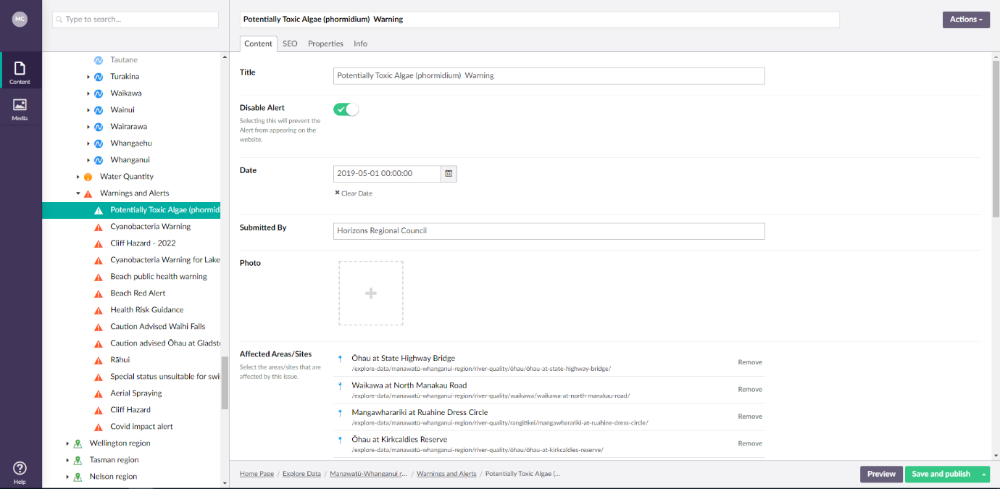 MC
Type to search...
Potentially Toxic Algae (phormidium)  Warning
Actions
Content
SEO
Properties
Info
Content
Media
Help
Tautane
Turakina
Waikawa
Wainui
Wairarawa
Whangaehu
Whanganui
Water Quantity
Warnings and Alerts
Potentially Toxic Algae (phormid
Cyanobacteria Warning
Cliff Hazard - 2022
Cyanobacteria Warning for Lake
Beach public health warning
Beach Red Alert
Health Risk Guidance
Caution Advised Waihi Falls
Caution advised Ōhau at Gladst
Rāhui
Special status unsuitable for swi
Aerial Spraying
Cliff Hazard
Covid impact alert
Wellington region
Tasman region
Nelson region
Title
Potentially Toxic Algae (phormidium)  Warning
Disable Alert
Selecting this will prevent the
Alert from appearing on the
website.
Date
2019-05-01 00:00:00
Clear Date
Submitted By
Horizons Regional Council
Photo
Affected Areas/Sites
Select the areas/sites that are
affected by this issue.
Ōhau at State Highway Bridge
/explore-data/manawatū-whanganui-region/river-quality/ōhau/ōhau-at-state-highway-bridge/
Remove
Waikawa at North Manakau Road
/explore-data/manawatū-whanganui-region/river-quality/waikawa/waikawa-at-north-manakau-road/
Remove
Mangawharariki at Ruahine Dress Circle
/explore-data/manawatū-whanganui-region/river-quality/rangitīkei/mangawharariki-at-ruahine-dress-circle/
Remove
Ōhau at Kirkcaldies Reserve
/explore-data/manawatū-whanganui-region/river-quality/ōhau/ōhau-at-kirkcaldies-reserve/
Remove
Home Page / Explore Data / Manawatū-Whanganui r... / Warnings and Alerts / Potentially Toxic Algae (...
Preview
Save and publish